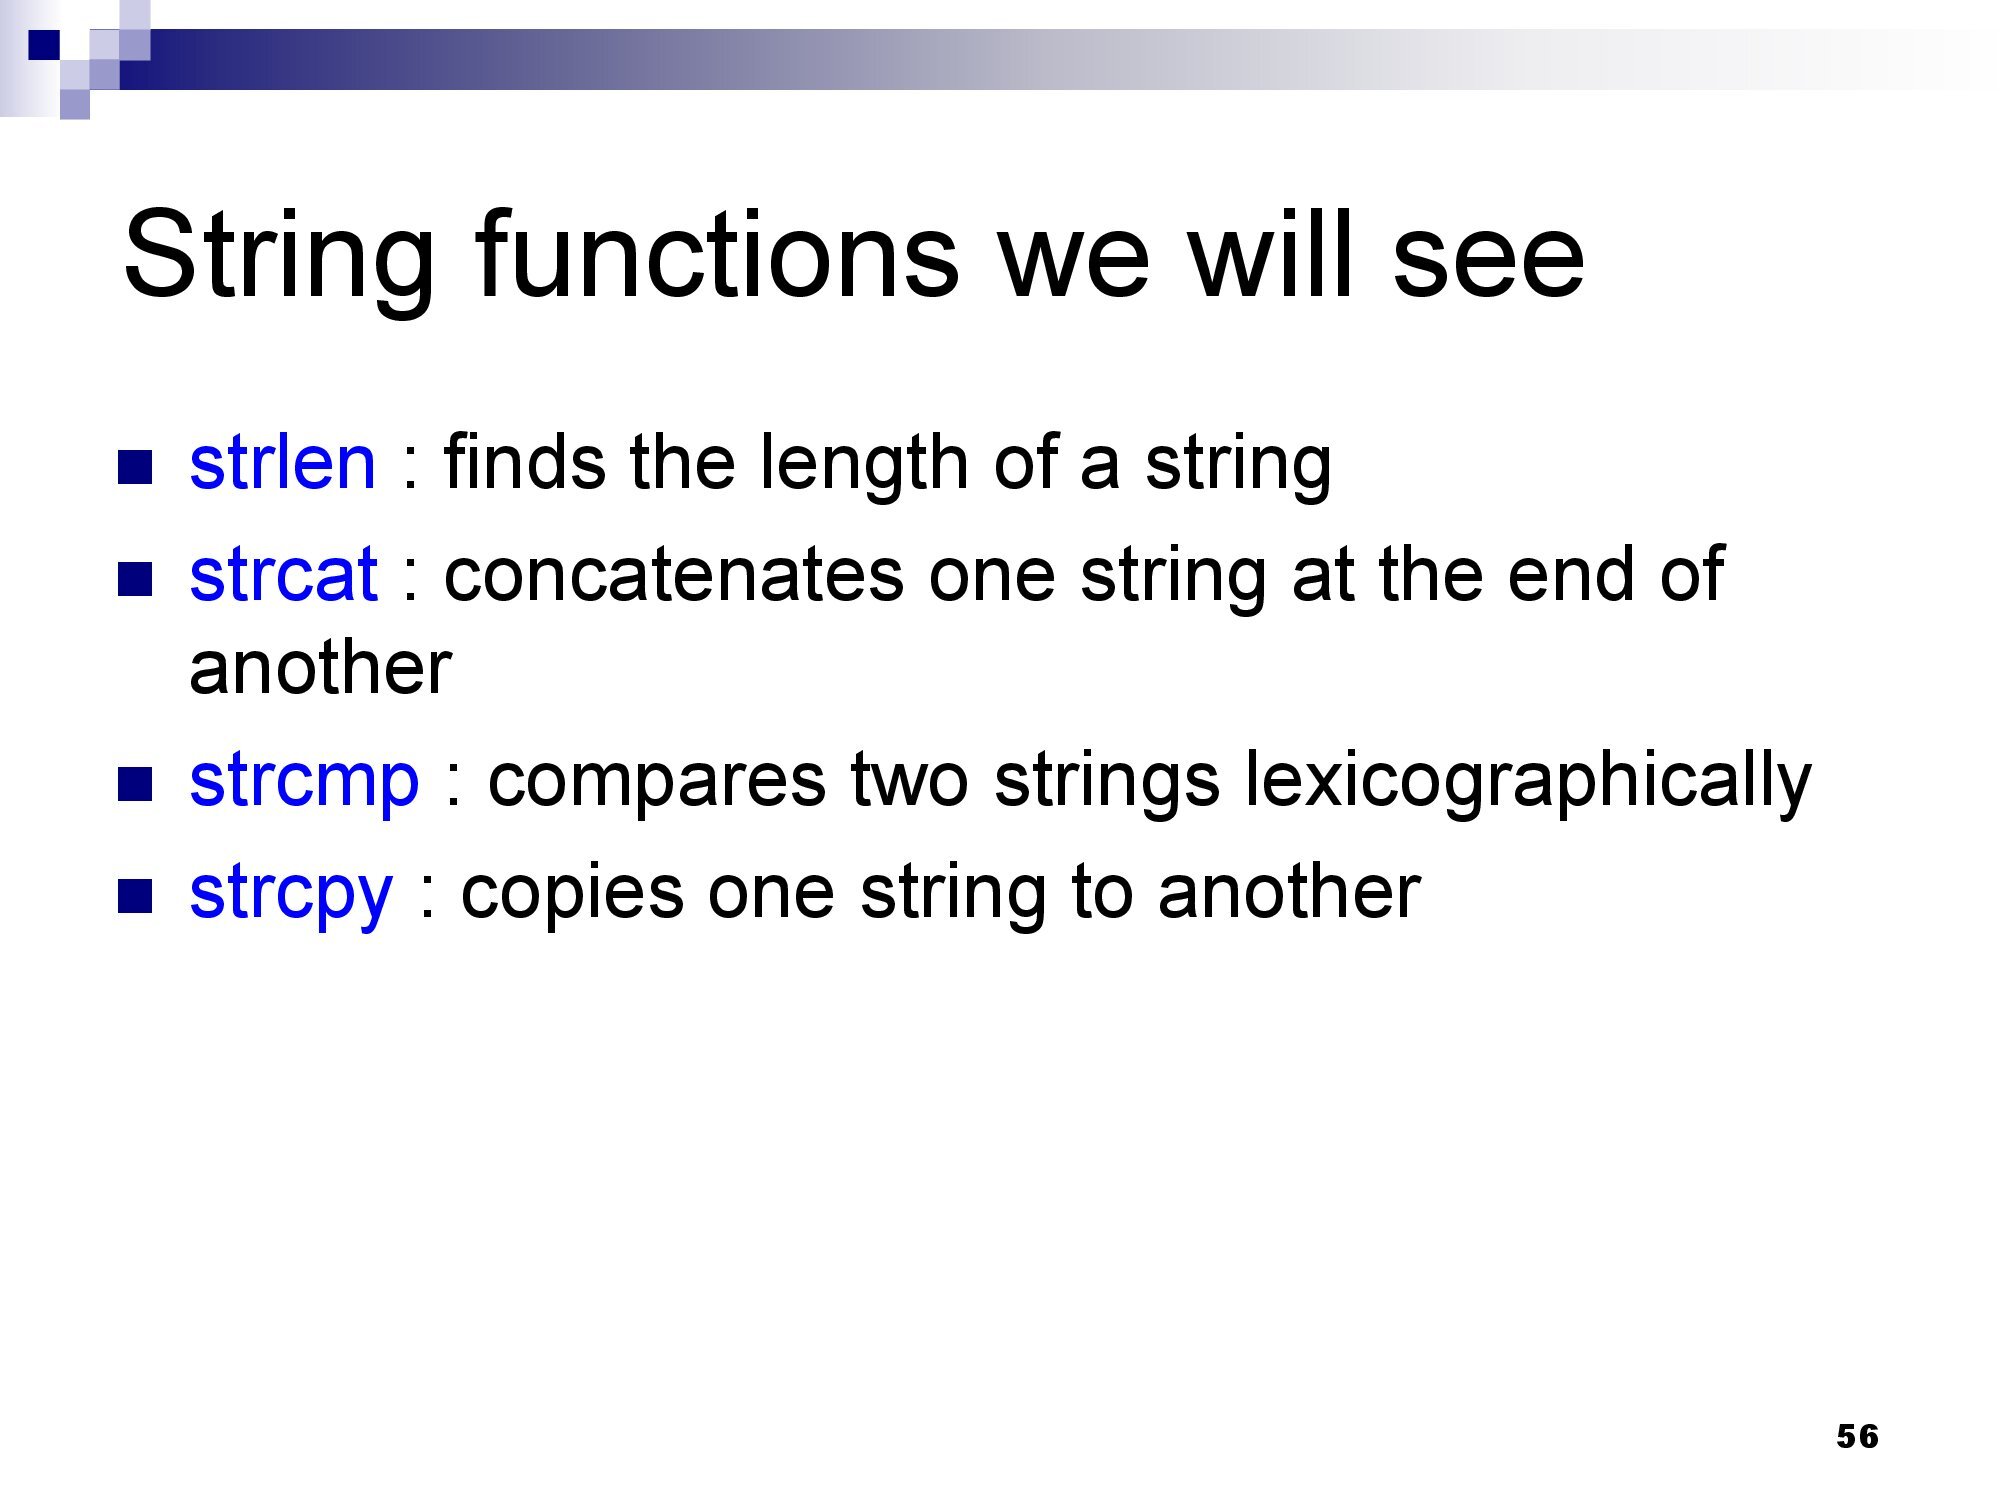 String functions we will see
strlen : finds the length of a string
strcat : concatenates one string at the end of
another
strcmp : compares two strings lexicographically
strcpy : copies one string to another
56